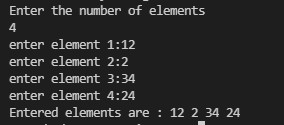 Enter the number of elements
4
enter element 1:12
enter element 2:2
enter element 3:34
enter element 4:24
Entered elements are : 12 2 34 24